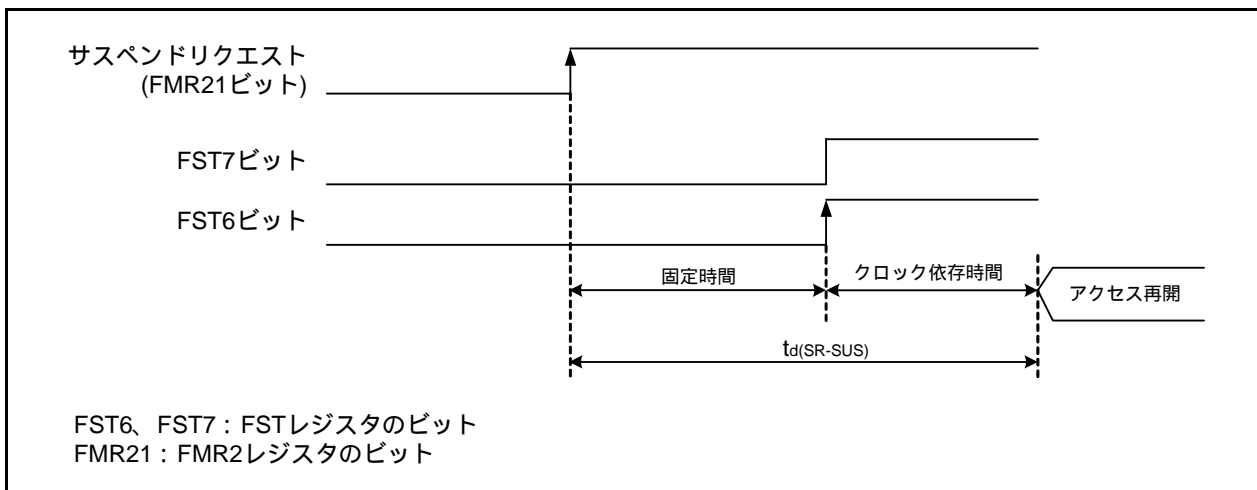 サスペンドリクエスト
(FMR21ビット)
FST7ビット
FST6ビット
固定時間
クロック依存時間
アクセス再開
td(SR-SUS)
FST6、FST7：FSTレジスタのビット
FMR21：FMR2レジスタのビット